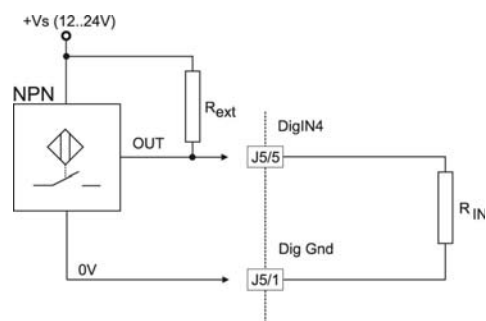 +Vs (12..24V)
NPN
Rext
DigIN4
OUT
J5/5
RIN
Dig Gnd
0V
J5/1